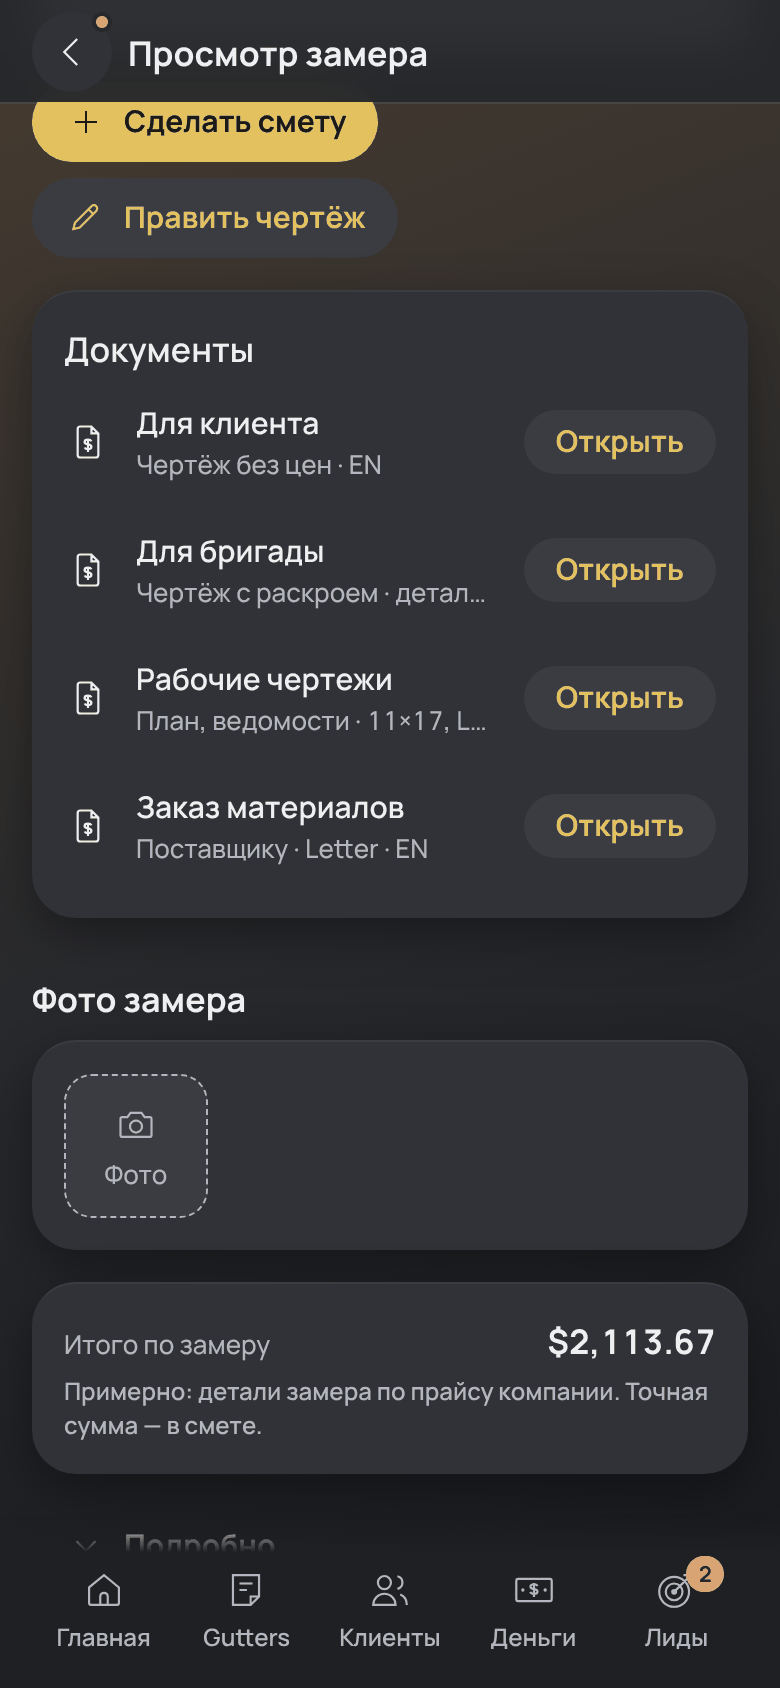 Просмотр замера
Сделать смету
Править чертёж
Документы
Для клиента
Чертёж без цен · EN
Открыть
Для бригады
Чертёж с раскроем · детал...
Открыть
Рабочие чертежи
План, ведомости · 11×17, L...
Открыть
Заказ материалов
Поставщику · Letter · EN
Открыть
Фото замера
Фото
Итого по замеру
$2,113.67
Примерно: детали замера по прайсу компании. Точная
сумма — в смете.
Подробно
2
Главная
Gutters
Клиенты
Деньги
Лиды